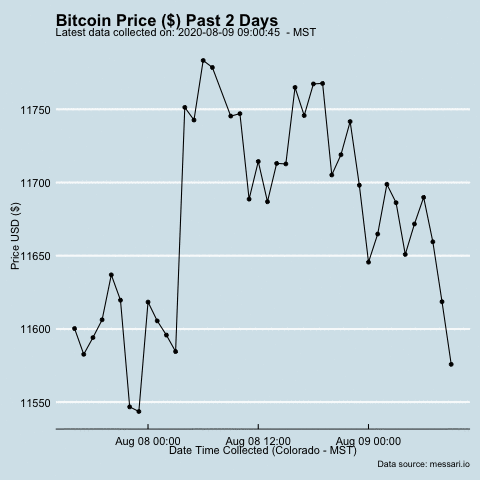 Bitcoin Price ($) Past 2 Days
Latest data collected on: 2020-08-09 09:00:45  - MST
Price USD ($)
11750
11700
11650
11600
11550
Aug 08 00:00
Aug 08 12:00
Aug 09 00:00
Date Time Collected (Colorado - MST)
Data source: messari.io